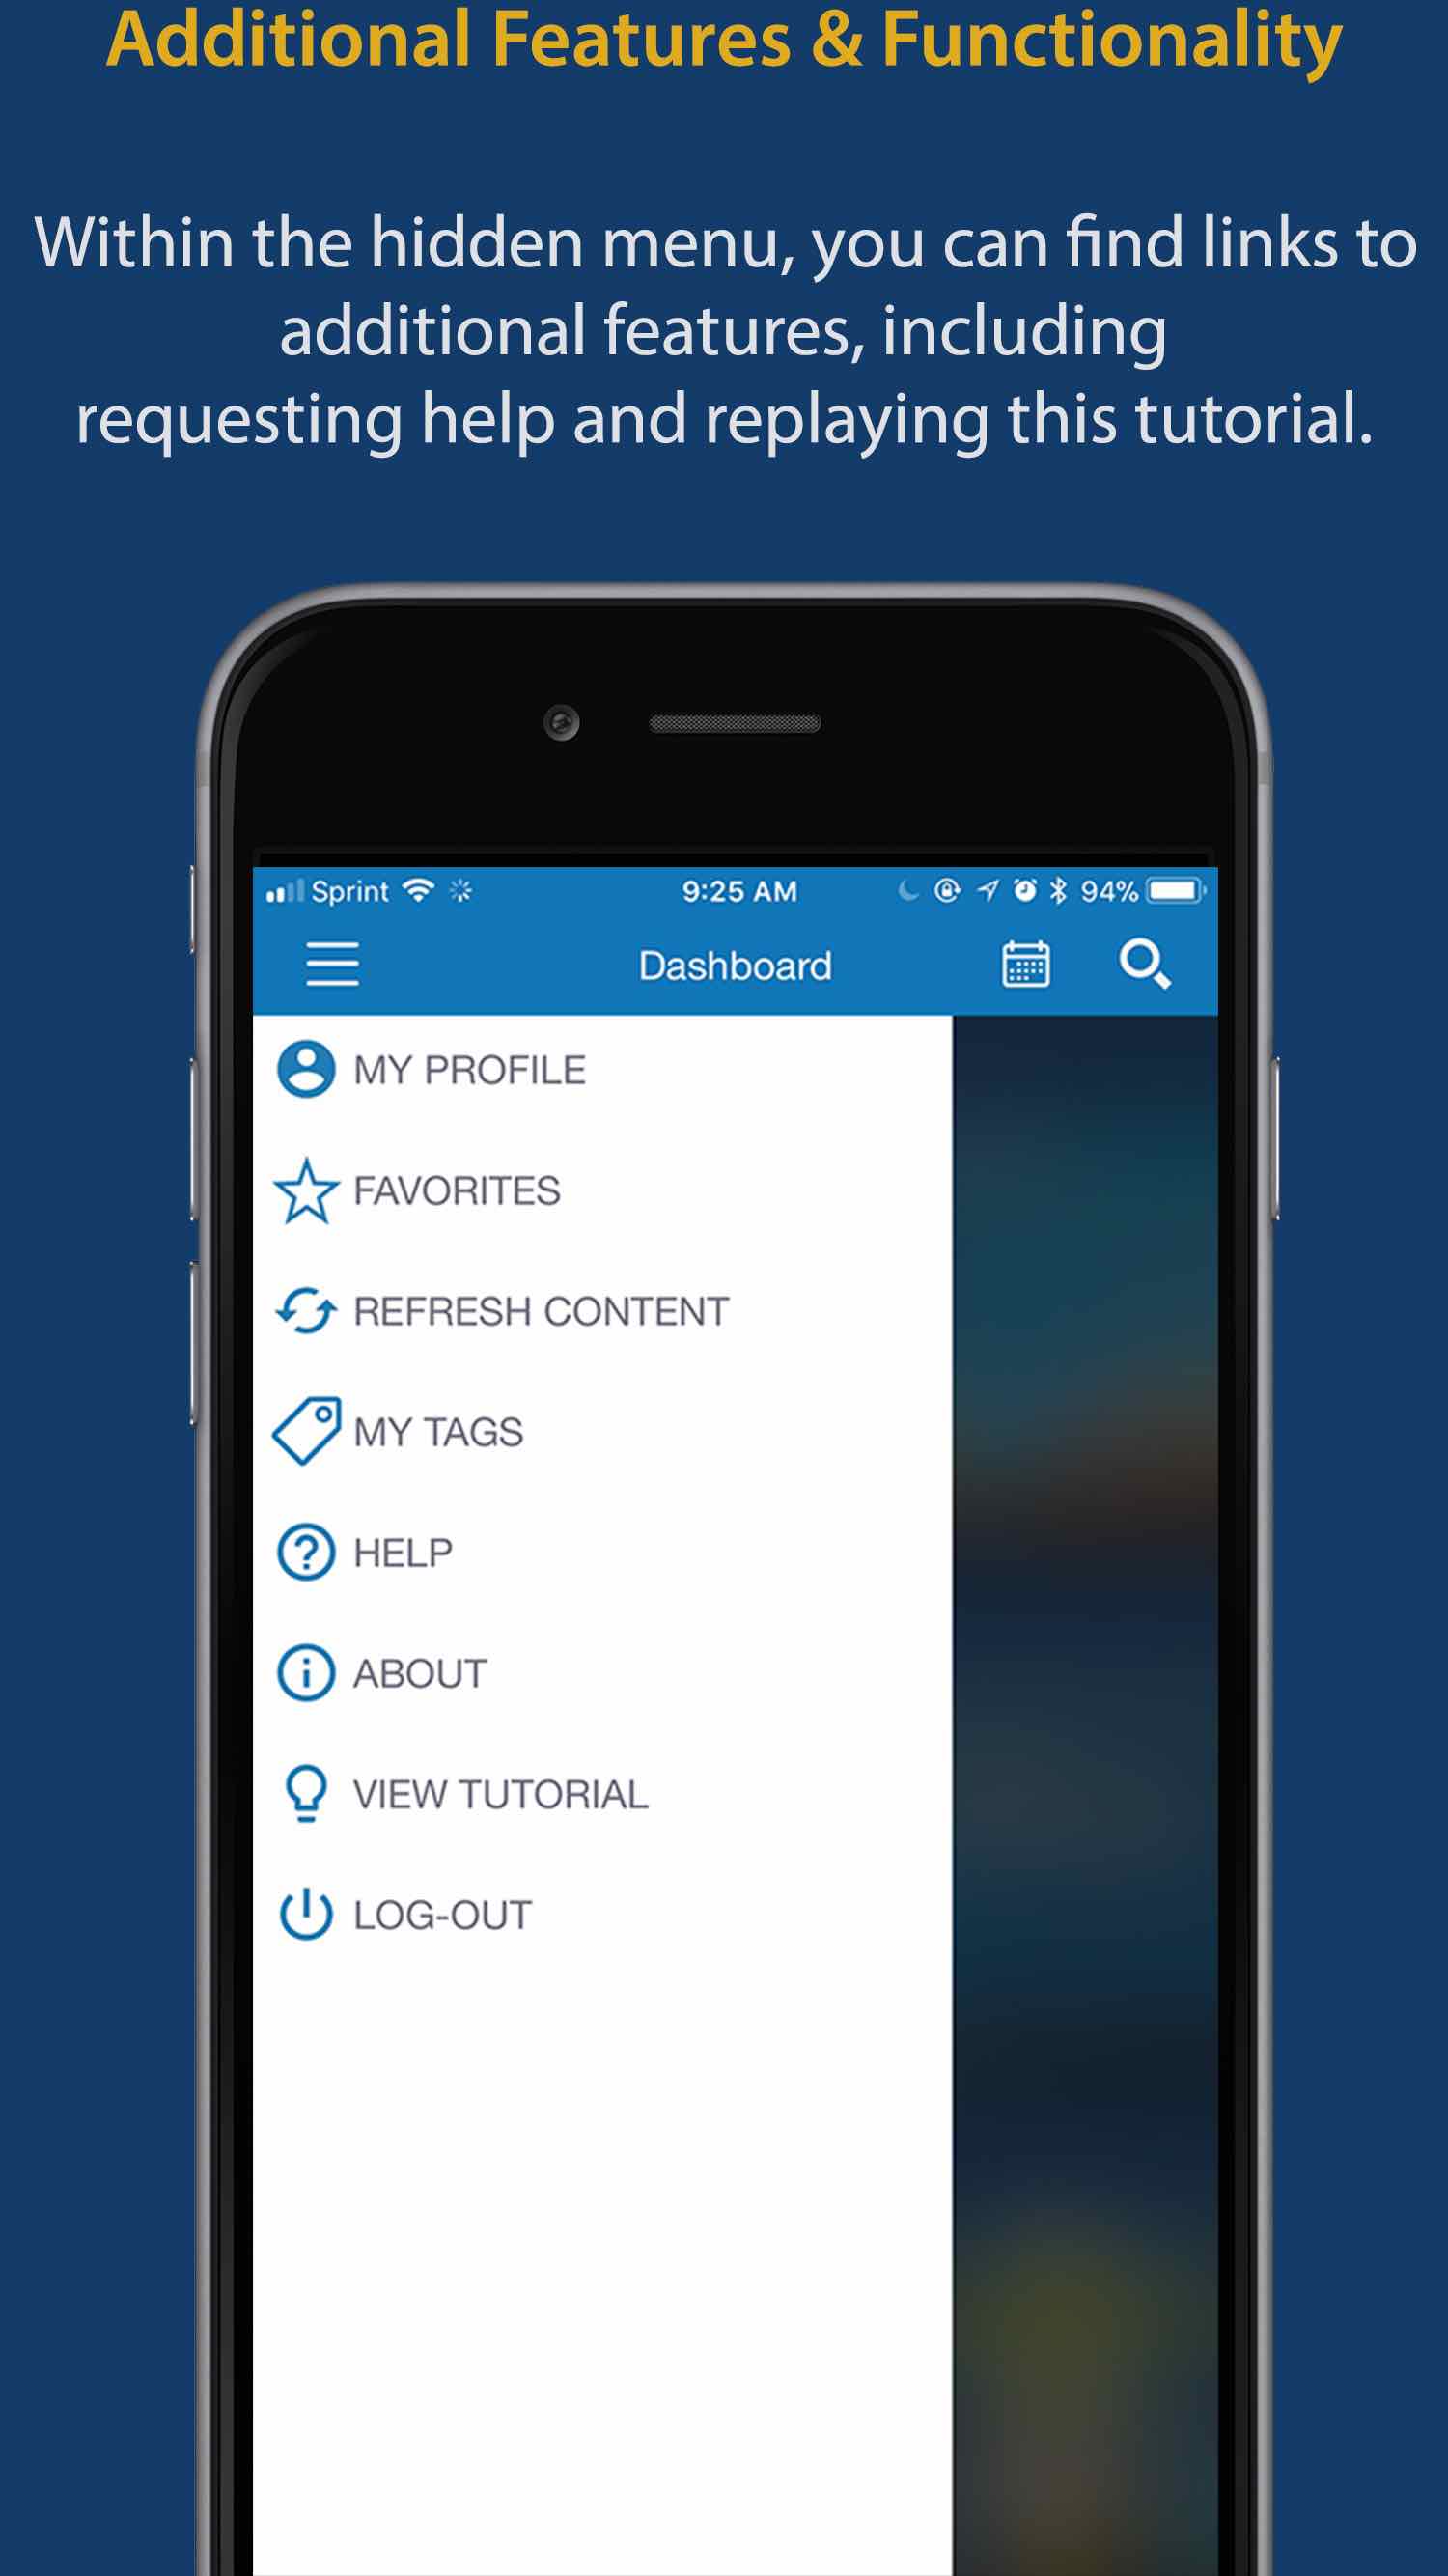 Additional Features & Functionality
Within the hidden menu, you can find links to
additional features, including
requesting help and replaying this tutorial.
Sprint 9:25 AM 94%
Dashboard
MY PROFILE
FAVORITES
REFRESH CONTENT
MY TAGS
HELP
ABOUT
VIEW TUTORIAL
LOG-OUT